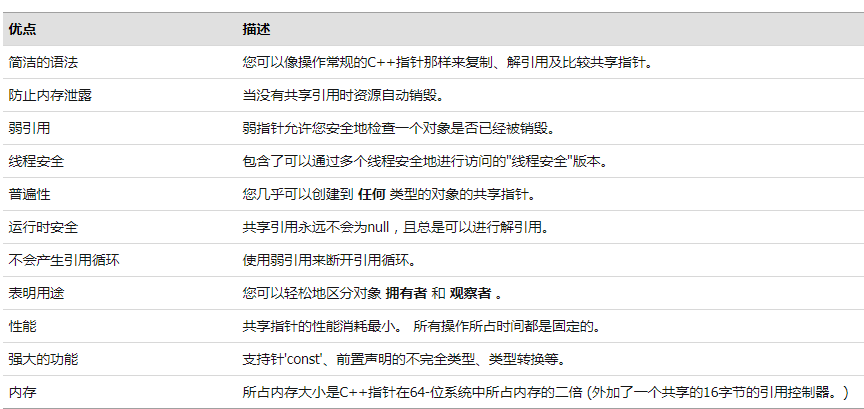 优点 描述
简洁的语法 您可以像操作常规的C++指针那样来复制、解引用及比较共享指针。
防止内存泄露 当没有共享引用时资源自动销毁。
弱引用 弱指针允许您安全地检查一个对象是否已经被销毁。
线程安全 包含了可以通过多个线程安全地进行访问的"线程安全"版本。
普遍性 您几乎可以创建到 任何 类型的对象的共享指针。
运行时安全 共享引用永远不会为null，且总是可以进行解引用。
不会产生引用循环 使用弱引用来断开引用循环。
表明用途 您可以轻松地区分对象 拥有者 和 观察者 。
性能 共享指针的性能消耗最小。 所有操作所占时间都是固定的。
强大的功能 支持针'const'、前置声明的不完全类型、类型转换等。
内存 所占内存大小是C++指针在64-位系统中所占内存的二倍 (外加了一个共享的16字节的引用控制器。)